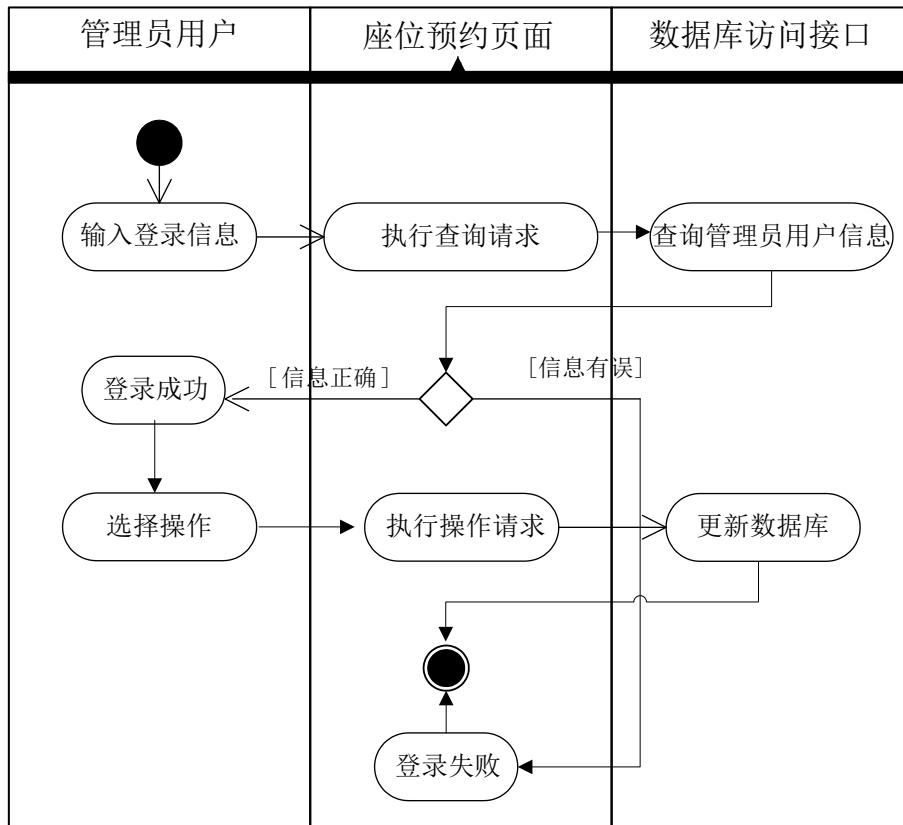 管理员用户
座位预约页面
数据库访问接口
输入登录信息
执行查询请求
查询管理员用户信息
登录成功
[信息正确]
[信息有误]
选择操作
执行操作请求
更新数据库
登录失败